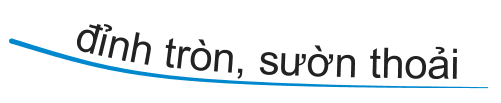 đỉnh tròn, sườn thoải